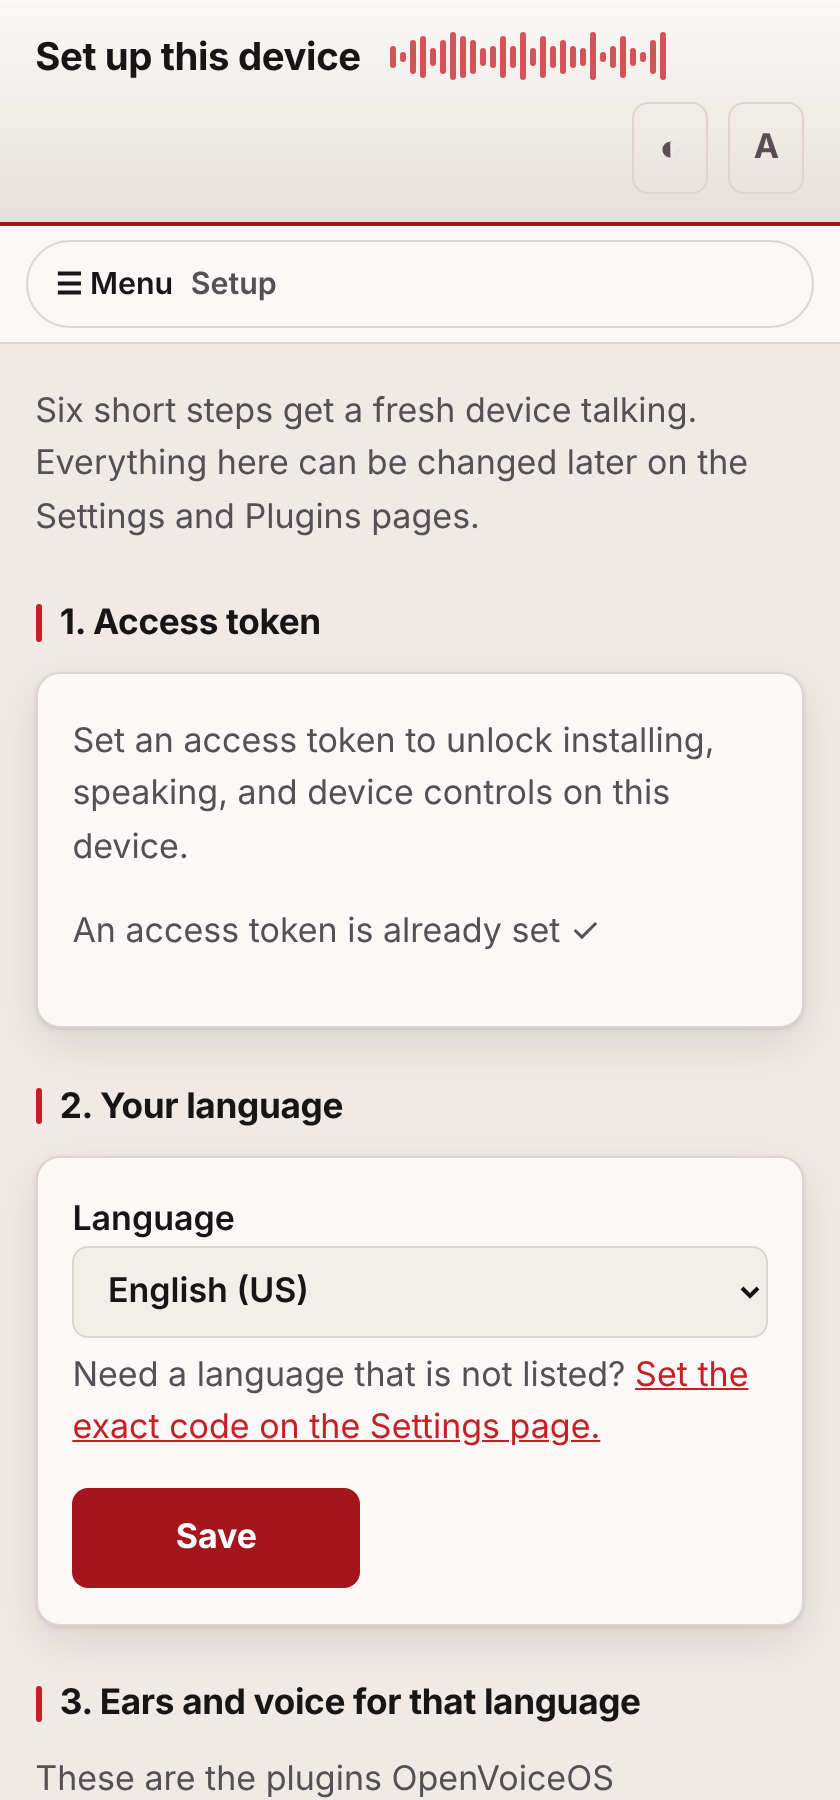 Set up this device
A
☰ Menu Setup
Six short steps get a fresh device talking.
Everything here can be changed later on the
Settings and Plugins pages.
1. Access token
Set an access token to unlock installing,
speaking, and device controls on this
device.
An access token is already set ✓
2. Your language
Language
English (US)
Need a language that is not listed? Set the
exact code on the Settings page.
Save
3. Ears and voice for that language
These are the plugins OpenVoiceOS